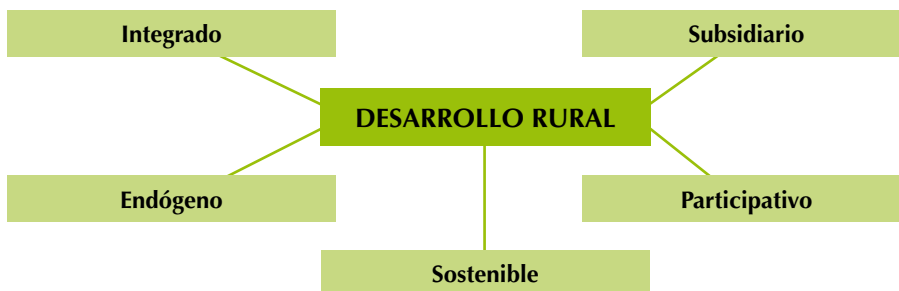 Integrado
Subsidiario
DESARROLLO RURAL
Endógeno
Participativo
Sostenible